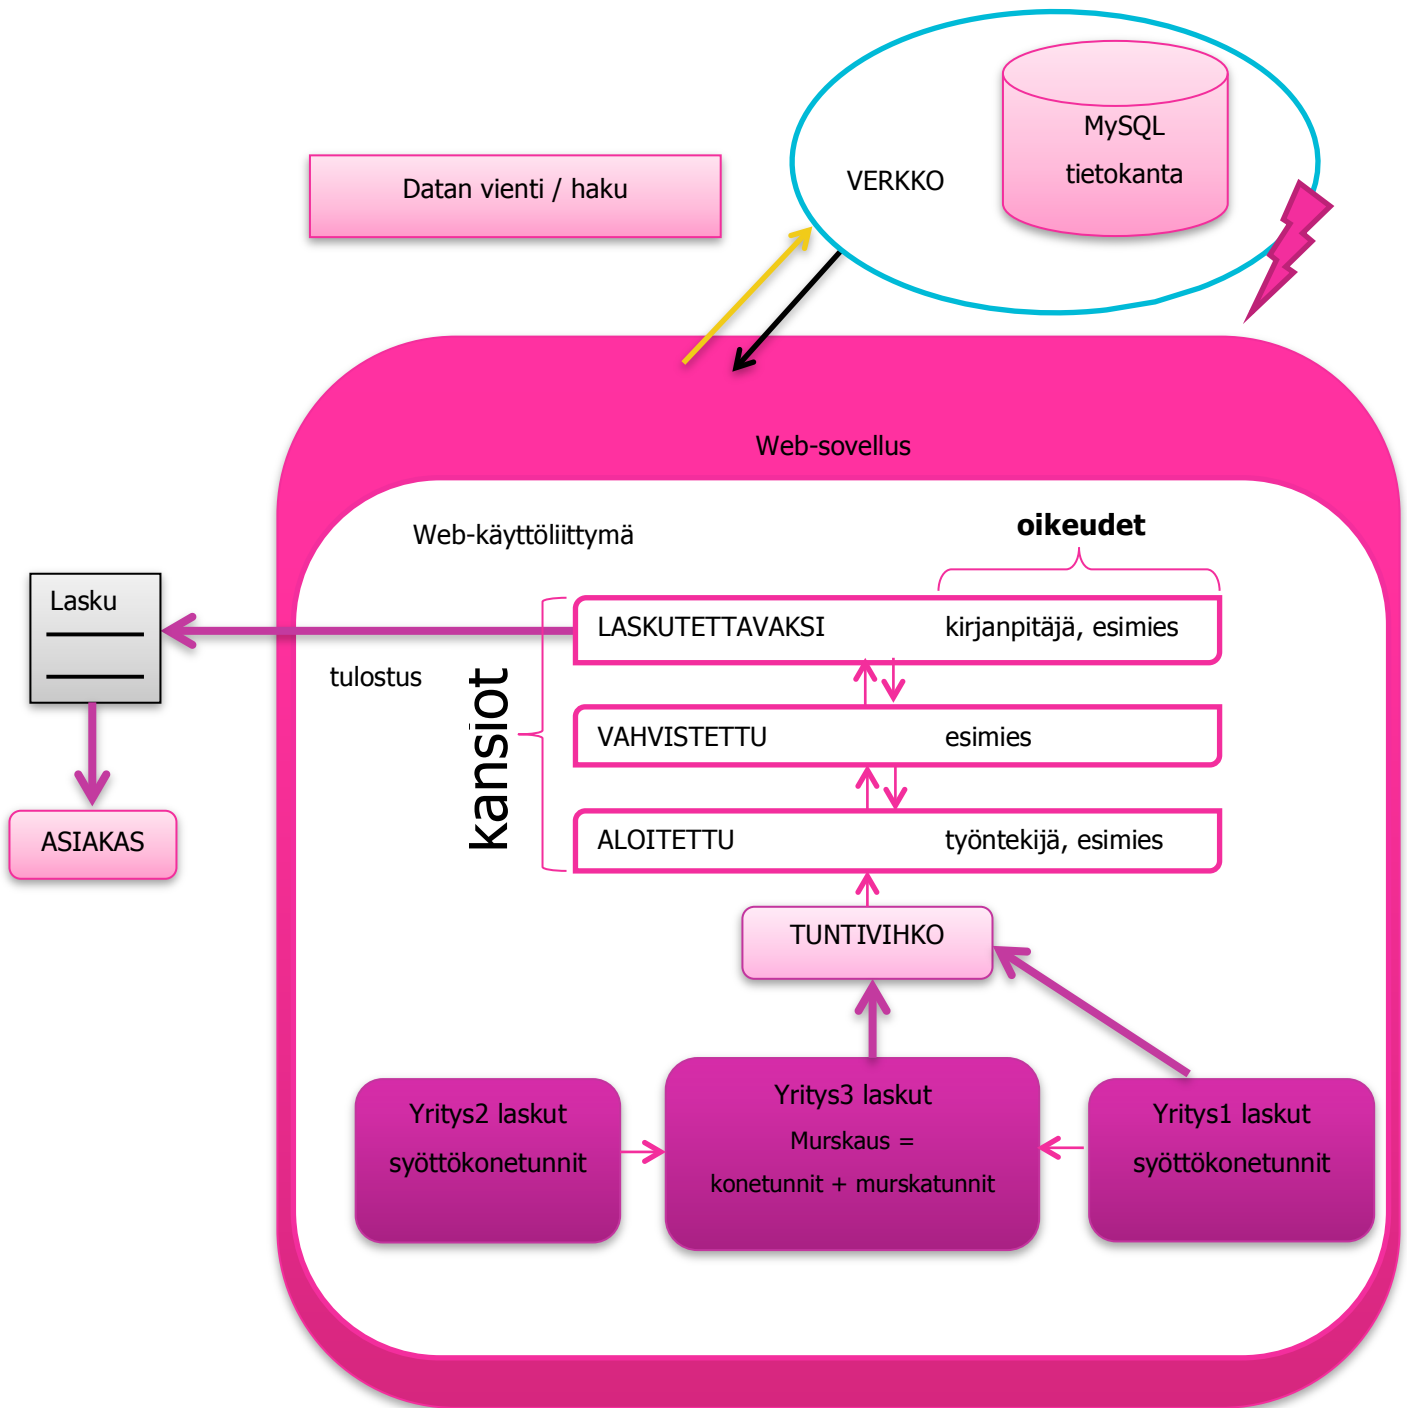 MySQL
tietokanta
VERKKO
Datan vienti / haku
Web-sovellus
Web-käyttöliittymä
oikeudet
Lasku
LASKUTETTAVAKSI
kirjanpitäjä, esimies
tulostus
kansiot
VAHVISTETTU
esimies
ALOITETTU
työntekijä, esimies
ASIAKAS
TUNTIVIHKO
Yritys2 laskut
syöttökonetunnit
Yritys3 laskut
Murskaus =
konetunnit + murskatunnit
Yritys1 laskut
syöttökonetunnit